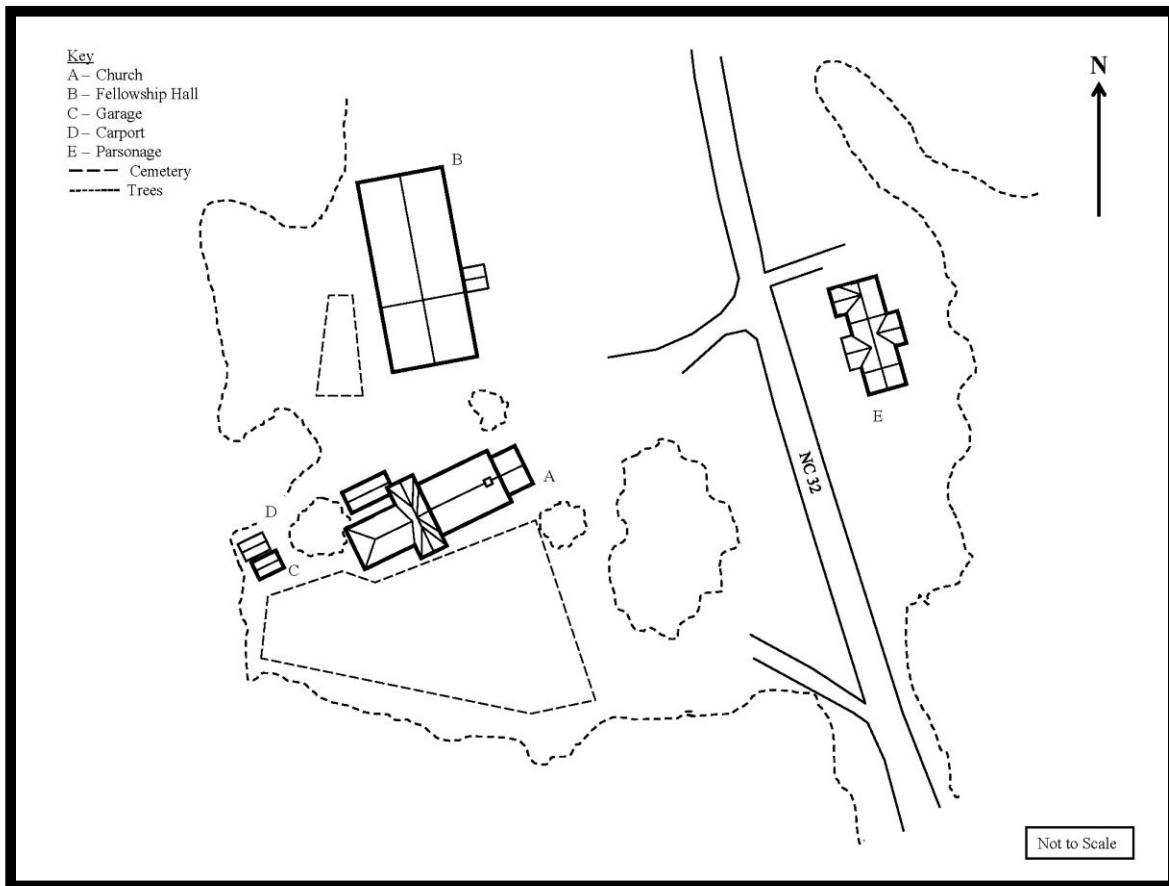 Key
A – Church
B – Fellowship Hall
C – Garage
D – Carport
E – Parsonage
Cemetery
Trees
N
B
A
D
C
E
NC 32
Not to Scale